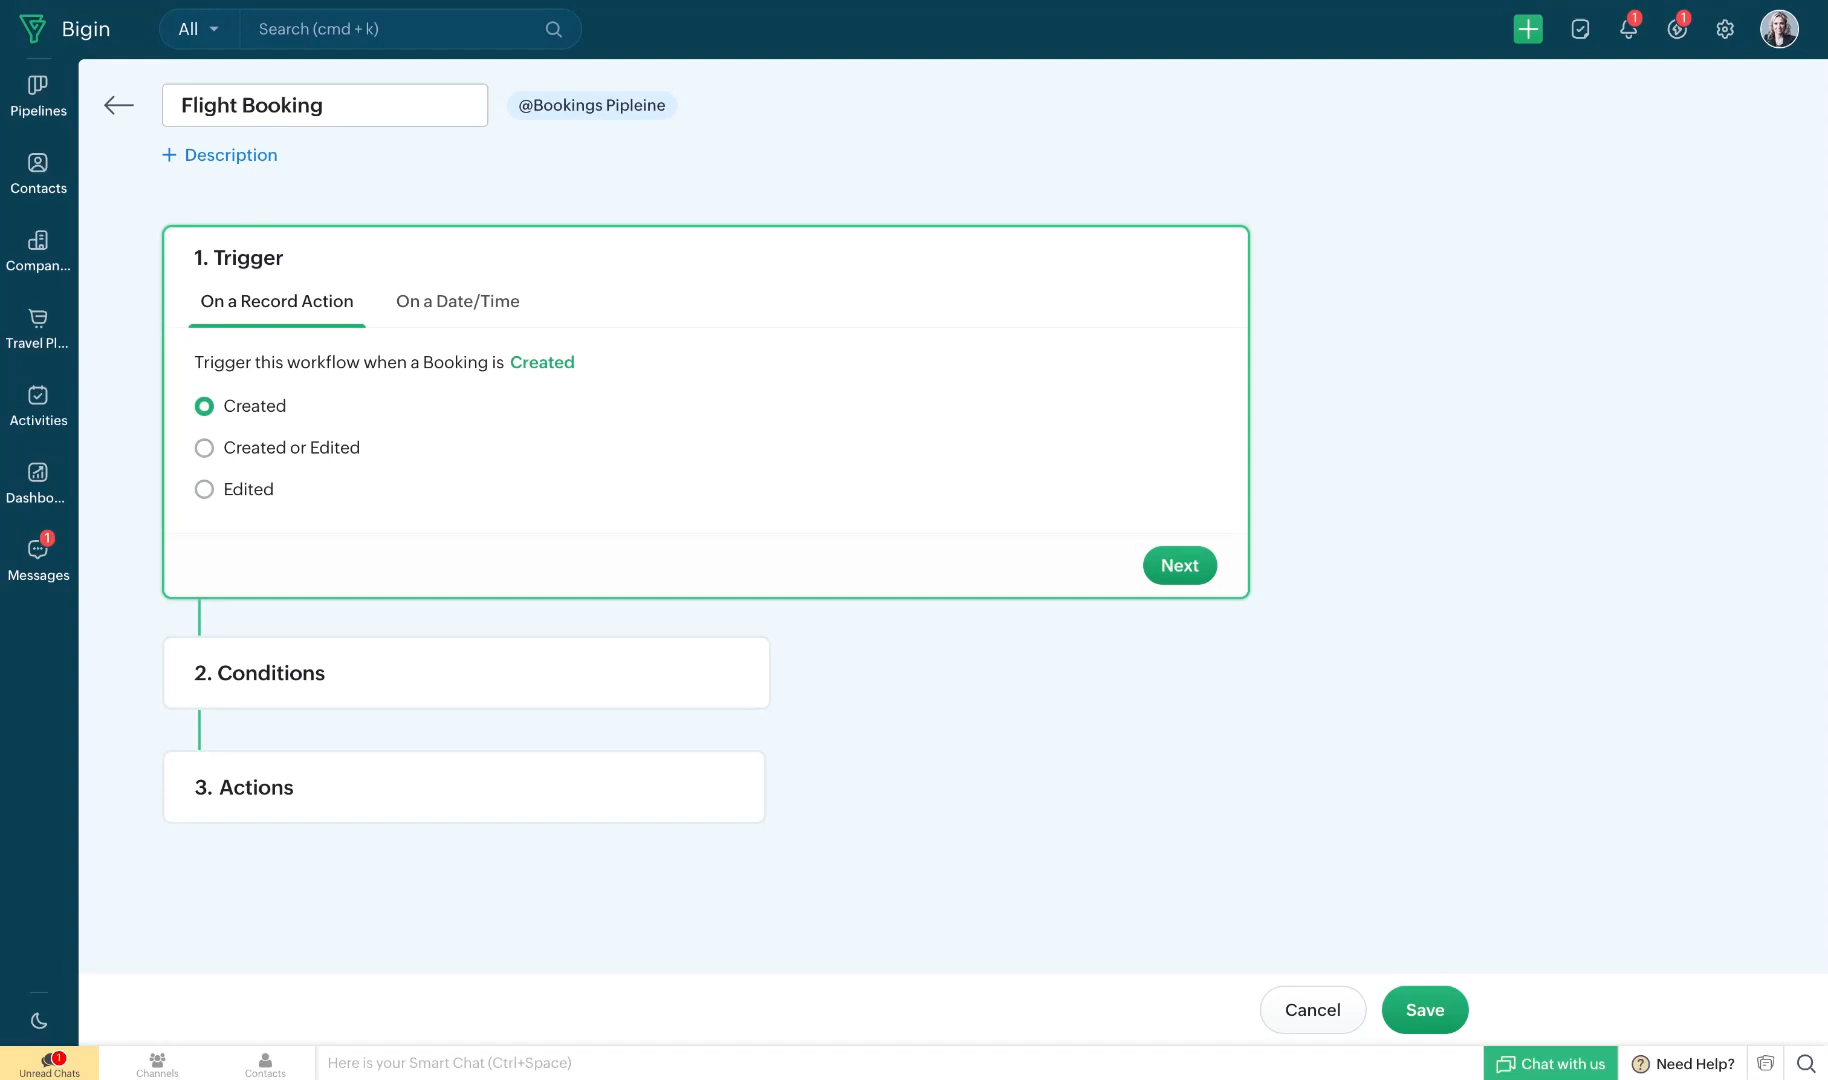 Bigin
All
Search (cmd + k)
1
1
Pipelines
Contacts
Compan...
Travel Pl...
Activities
Dashbo...
1
Messages
Flight Booking
@Bookings Pipleine
+ Description
1. Trigger
On a Record Action
On a Date/Time
Trigger this workflow when a Booking is Created
Created
Created or Edited
Edited
Next
2. Conditions
3. Actions
Cancel
Save
1
Unread Chats
Channels
Contacts
Here is your Smart Chat (Ctrl+Space)
Chat with us
? Need Help?